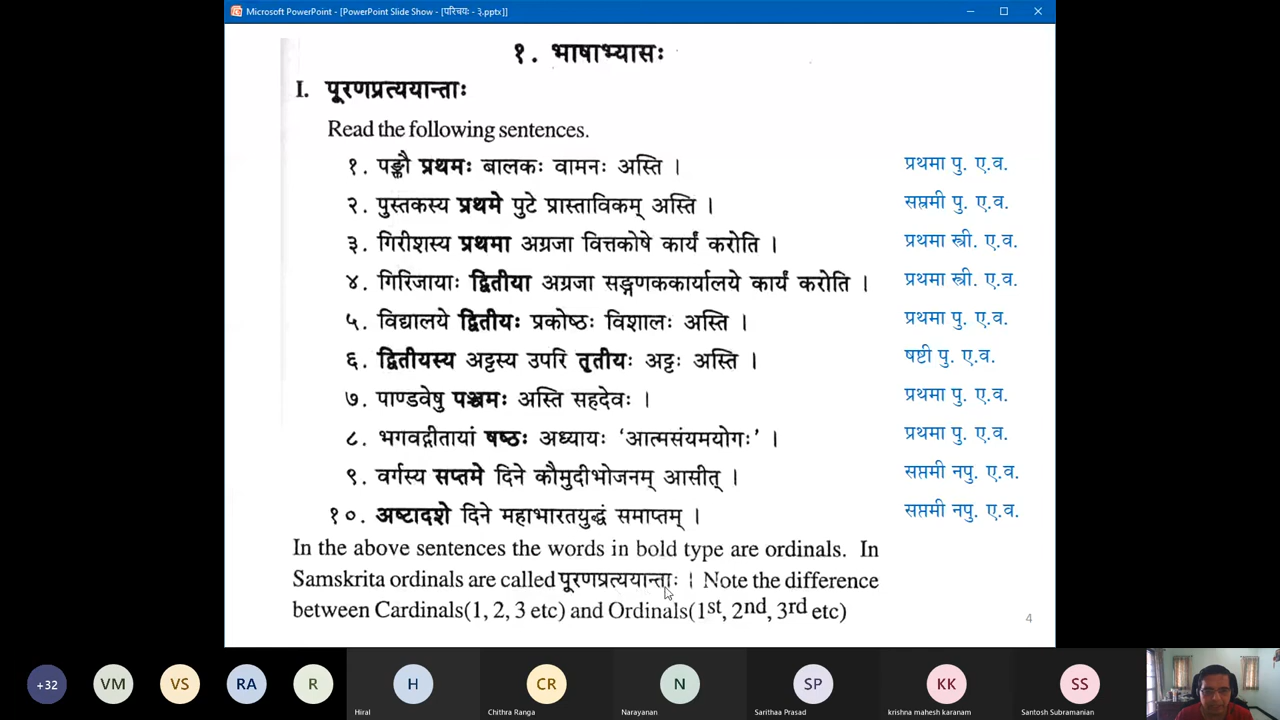 Microsoft PowerPoint - [PowerPoint Slide Show - [परिचयः - ३.pptx]]
१. भाषाभ्यासः
I. पूरणप्रत्ययान्ताः
Read the following sentences.
१. पङ्क्तौ प्रथमः बालकः वामनः अस्ति । प्रथमा पु. ए.व.
२. पुस्तकस्य प्रथमे पुटे प्रास्ताविकम् अस्ति । सप्तमी पु. ए.व.
३. गिरीशस्य प्रथमा अग्रजा वित्तकोषे कार्यं करोति । प्रथमा स्त्री. ए.व.
४. गिरिजायाः द्वितीया अग्रजा सङ्गणककार्यालये कार्यं करोति । प्रथमा स्त्री. ए.व.
५. विद्यालये द्वितीयः प्रकोष्ठः विशालः अस्ति । प्रथमा पु. ए.व.
६. द्वितीयस्य अट्टस्य उपरि तृतीयः अट्टः अस्ति । षष्टी पु. ए.व.
७. पाण्डवेषु पञ्चमः अस्ति सहदेवः । प्रथमा पु. ए.व.
८. भगवद्गीतायां षष्ठः अध्यायः ‘आत्मसंयमयोगः’ । प्रथमा पु. ए.व.
९. वर्गस्य सप्तमे दिने कौमुदीभोजनम् आसीत् । सप्तमी नपु. ए.व.
१०. अष्टादशे दिने महाभारतयुद्धं समाप्तम् । सप्तमी नपु. ए.व.
In the above sentences the words in bold type are ordinals. In
Samskrita ordinals are called पूरणप्रत्ययान्ताः । Note the difference
between Cardinals(1, 2, 3 etc) and Ordinals(1st, 2nd, 3rd etc)
4
+32 VM VS RA R H CR N SP KK SS
Hiral Chithra Ranga Narayanan Sarithaa Prasad krishna mahesh karanam Santosh Subramanian